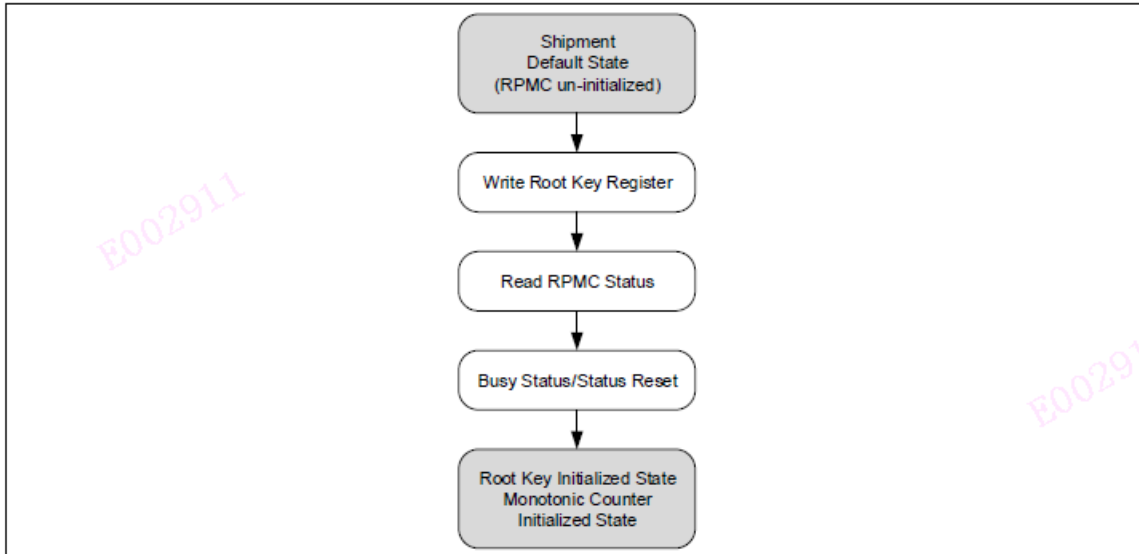 Shipment
Default State
(RPMC un-initialized)
Write Root Key Register
E002911
Read RPMC Status
Busy Status/Status Reset
E00291
Root Key Initialized State
Monotonic Counter
Initialized State